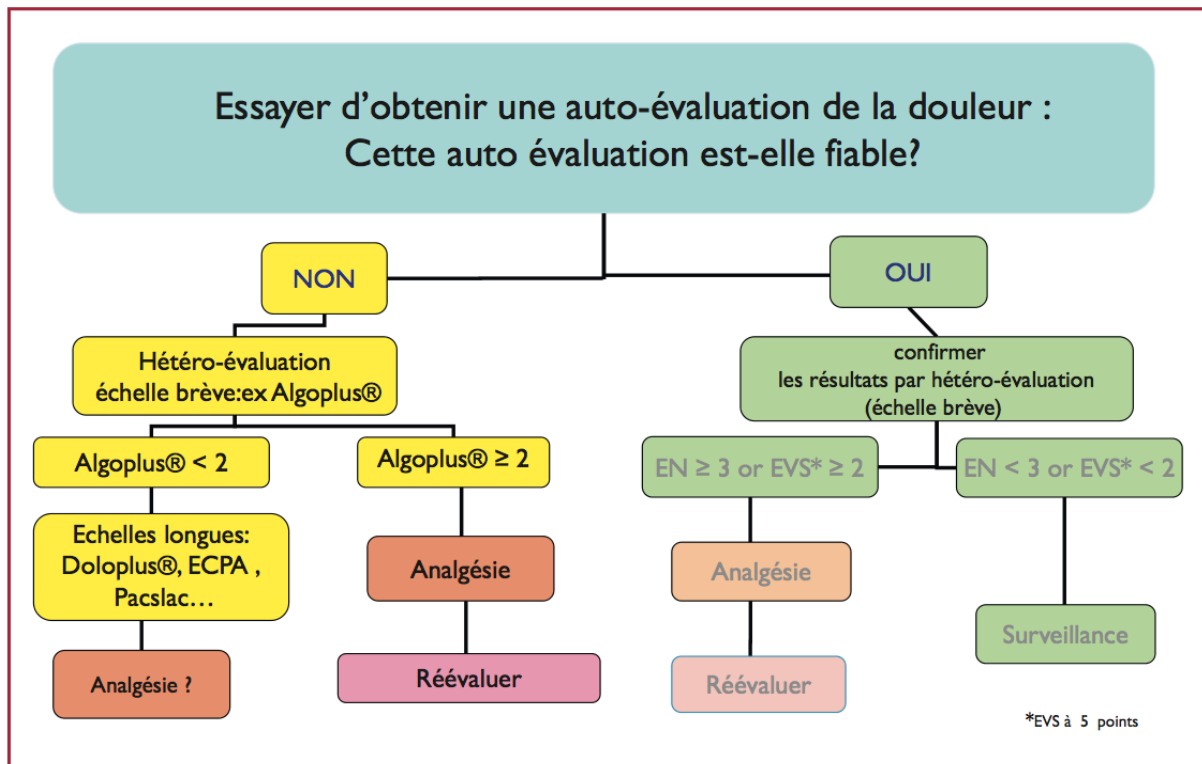 Essayer d’obtenir une auto-évaluation de la douleur :
Cette auto évaluation est-elle fiable?
NON
OUI
Hétéro-évaluation
échelle brève:ex Algoplus®
confirmer
les résultats par hétéro-évaluation
(échelle brève)
Algoplus® < 2
Algoplus® ≥ 2
EN ≥ 3 or EVS* ≥ 2
EN < 3 or EVS* < 2
Echelles longues:
Doloplus®, ECPA ,
Pacslac…
Analgésie
Analgésie
Surveillance
Analgésie ?
Réévaluer
Réévaluer
*EVS à 5 points